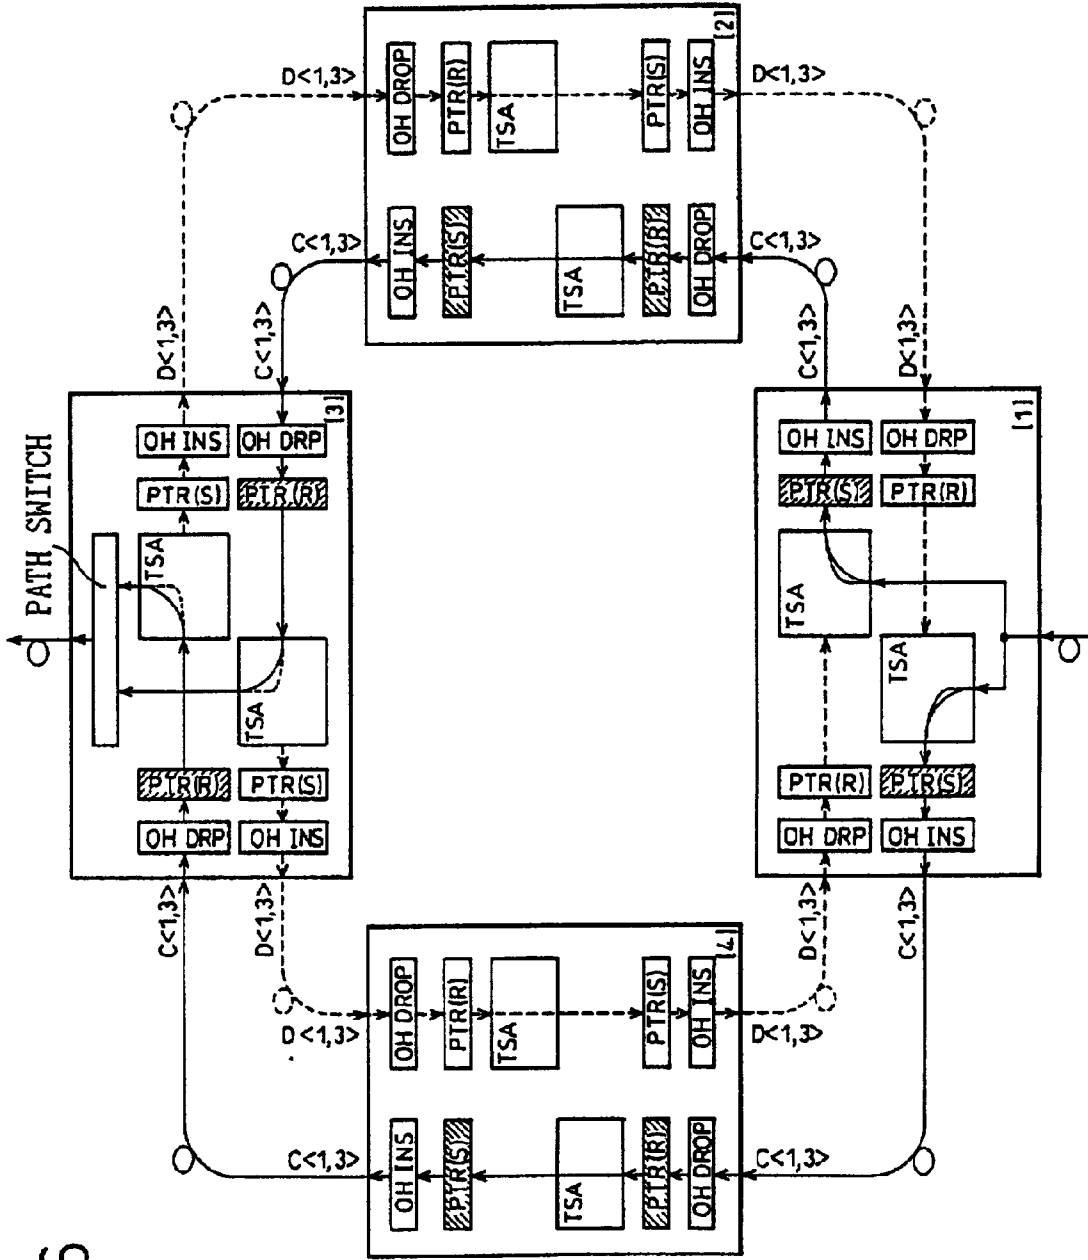 PATH SWITCH
[3]
OH INS
PTR(S)
TSA
OH DRP
PTR(R)
PTR(R)
OH DRP
TSA
PTR(S)
OH INS
D<1,3>
C<1,3>
C<1,3>
D<1,3>
[2]
D<1,3>
OH DROP
PTR(R)
TSA
PTR(S)
OH INS
D<1,3>
C<1,3>
OH INS
PTR(S)
TSA
PTR(R)
OH DROP
C<1,3>
[4]
D<1,3>
OH DROP
PTR(R)
TSA
PTR(S)
OH INS
D<1,3>
C<1,3>
OH INS
PTR(S)
TSA
PTR(R)
OH DROP
C<1,3>
[1]
C<1,3>
D<1,3>
OH INS
PTR(S)
TSA
OH DRP
PTR(R)
TSA
PTR(R)
OH DRP
PTR(S)
OH INS
D<1,3>
C<1,3>